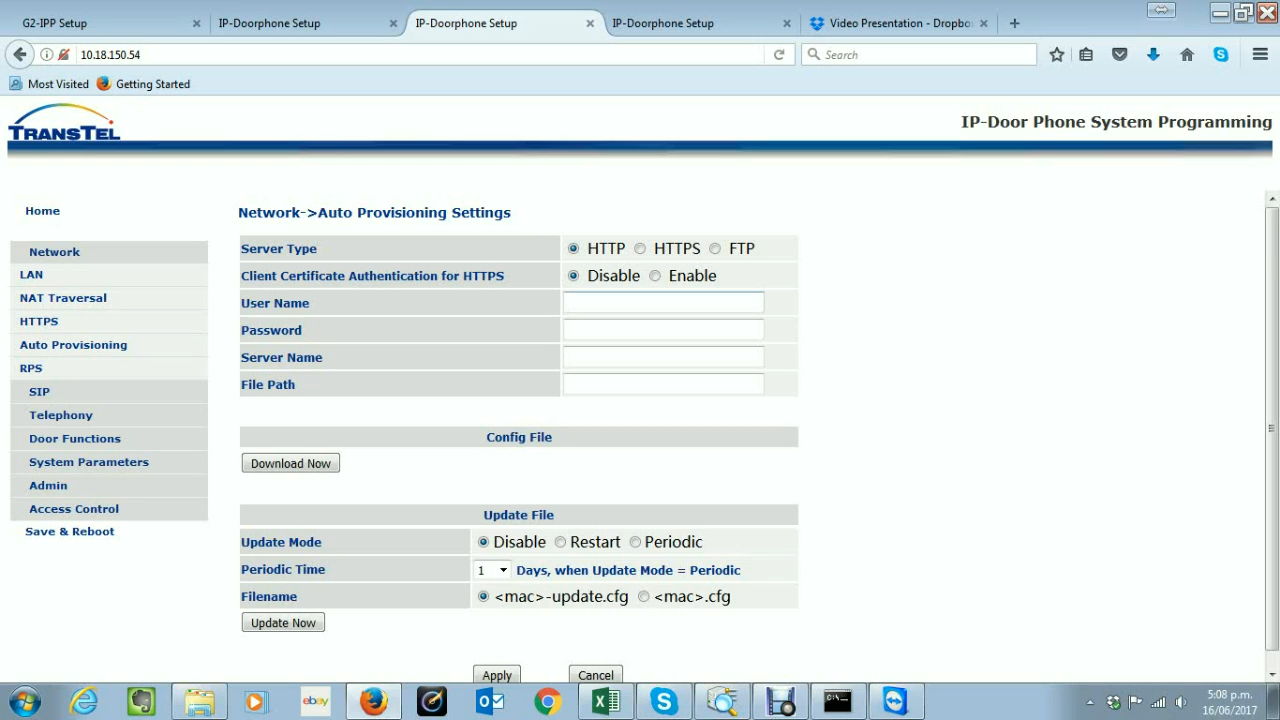 G2-IPP Setup
IP-Doorphone Setup
IP-Doorphone Setup
IP-Doorphone Setup
Video Presentation - Dropbo
10.18.150.54
Search
Most Visited
Getting Started
TRANSTEL
IP-Door Phone System Programming
Home
Network
LAN
NAT Traversal
HTTPS
Auto Provisioning
RPS
SIP
Telephony
Door Functions
System Parameters
Admin
Access Control
Save & Reboot
Network->Auto Provisioning Settings
Server Type HTTP HTTPS FTP
Client Certificate Authentication for HTTPS Disable Enable
User Name
Password
Server Name
File Path
Config File
Download Now
Update File
Update Mode Disable Restart Periodic
Periodic Time 1 Days, when Update Mode = Periodic
Filename <mac>-update.cfg <mac>.cfg
Update Now
Apply Cancel
ebay
5:08 p.m.
16/06/2017